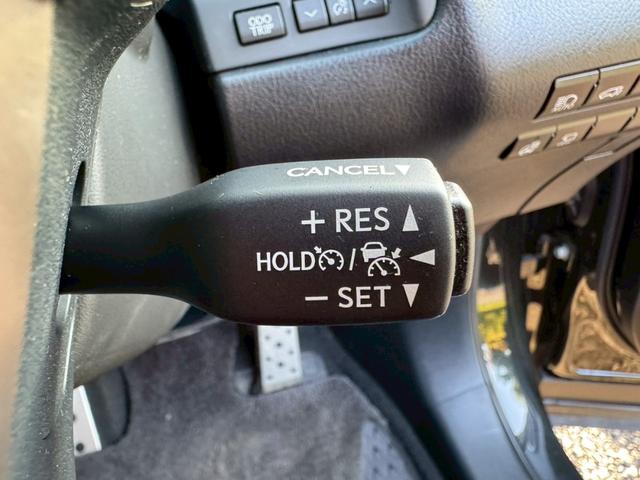 ODO
TRIP
CANCEL▼
+ RES ▲
HOLD / ◀
− SET ▼